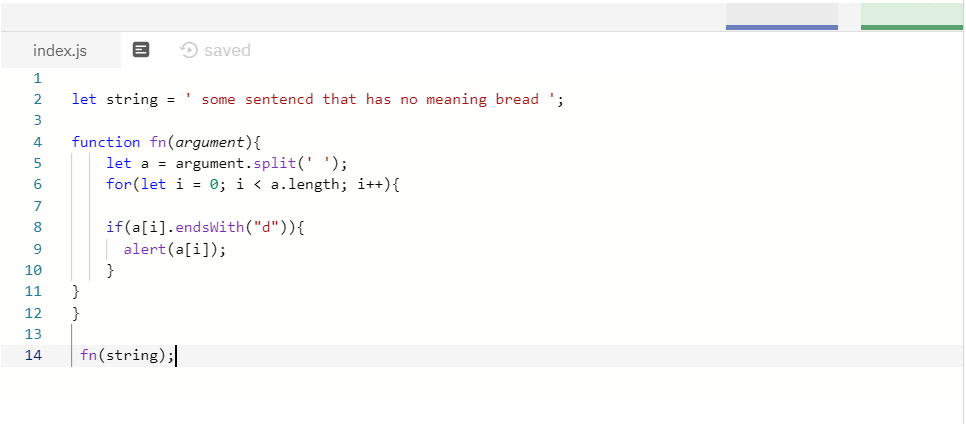 index.js saved
1
2 let string = ' some sentencd that has no meaning bread ';
3
4 function fn(argument){
5 let a = argument.split(' ');
6 for(let i = 0; i < a.length; i++){
7
8 if(a[i].endsWith("d")){
9 alert(a[i]);
10 }
11 }
12 }
13
14 fn(string);